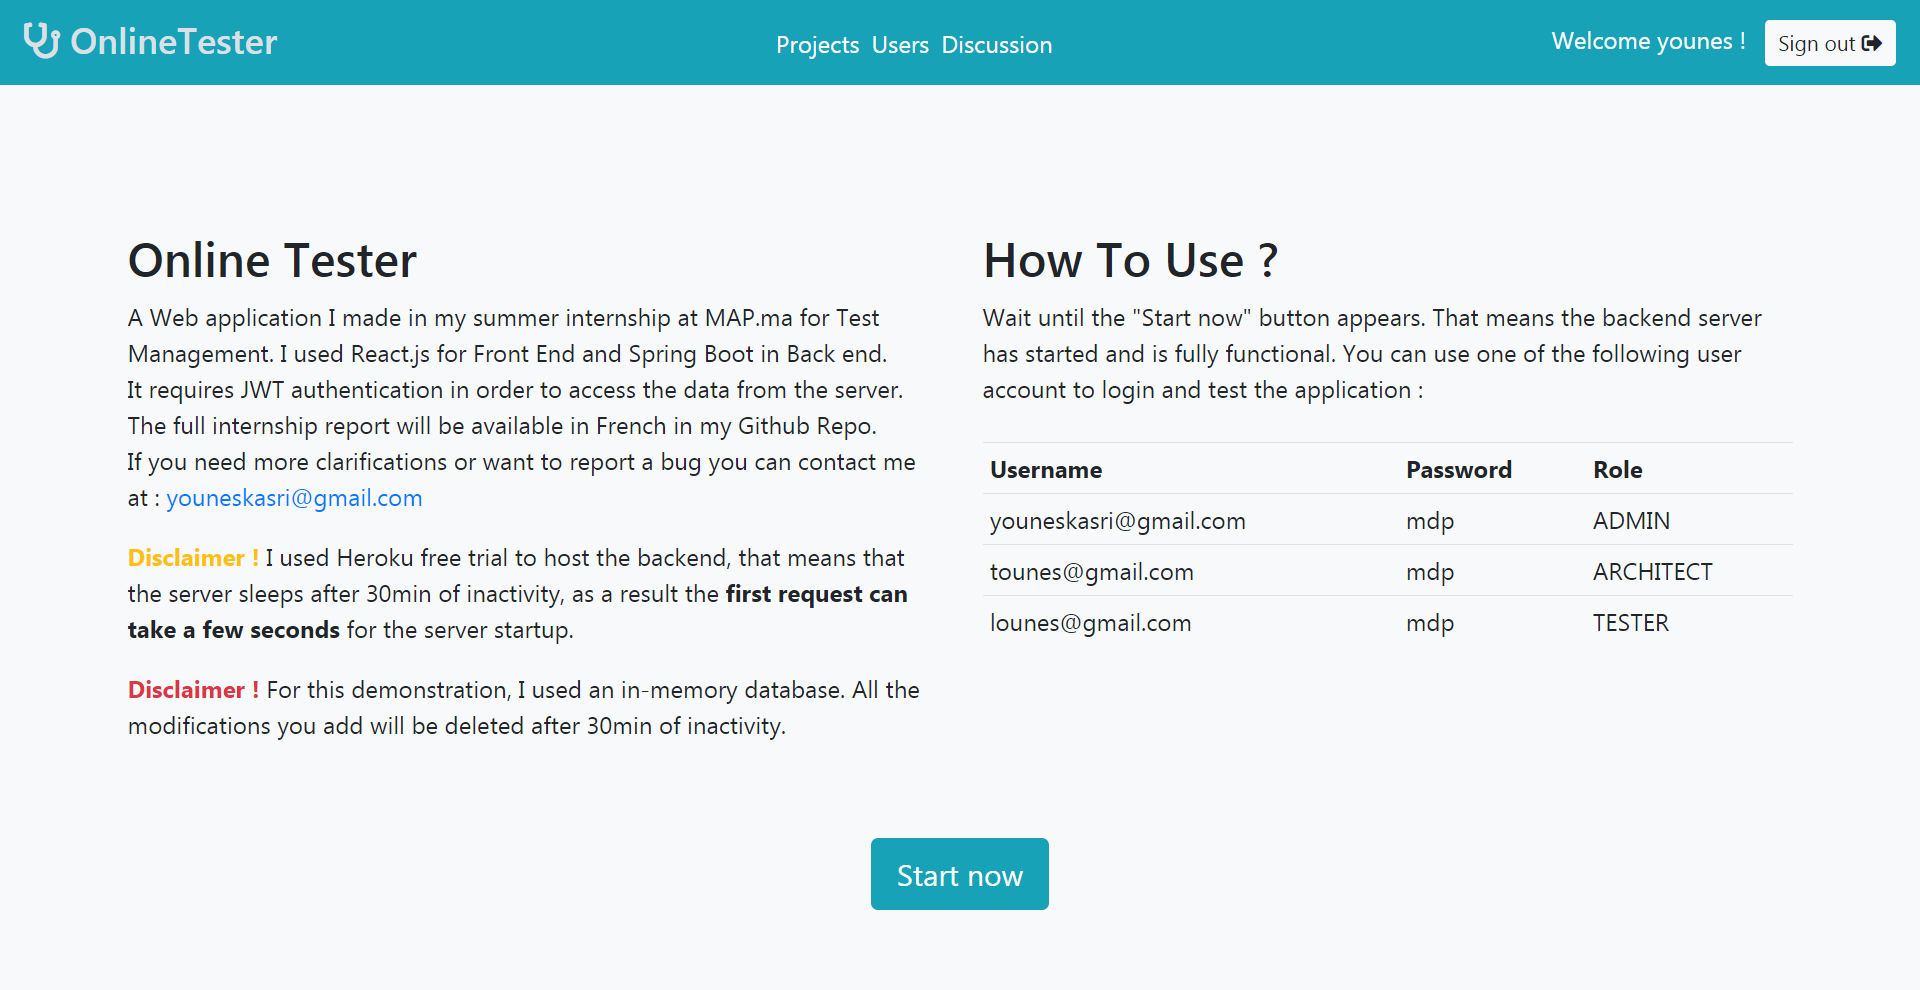 OnlineTester
Projects Users Discussion
Welcome younes !
Sign out
Online Tester
A Web application I made in my summer internship at MAP.ma for Test
Management. I used React.js for Front End and Spring Boot in Back end.
It requires JWT authentication in order to access the data from the server.
The full internship report will be available in French in my Github Repo.
If you need more clarifications or want to report a bug you can contact me
at : youneskasri@gmail.com
Disclaimer ! I used Heroku free trial to host the backend, that means that
the server sleeps after 30min of inactivity, as a result the first request can
take a few seconds for the server startup.
Disclaimer ! For this demonstration, I used an in-memory database. All the
modifications you add will be deleted after 30min of inactivity.
How To Use ?
Wait until the "Start now" button appears. That means the backend server
has started and is fully functional. You can use one of the following user
account to login and test the application :
Username Password Role
youneskasri@gmail.com mdp ADMIN
tounes@gmail.com mdp ARCHITECT
lounes@gmail.com mdp TESTER
Start now